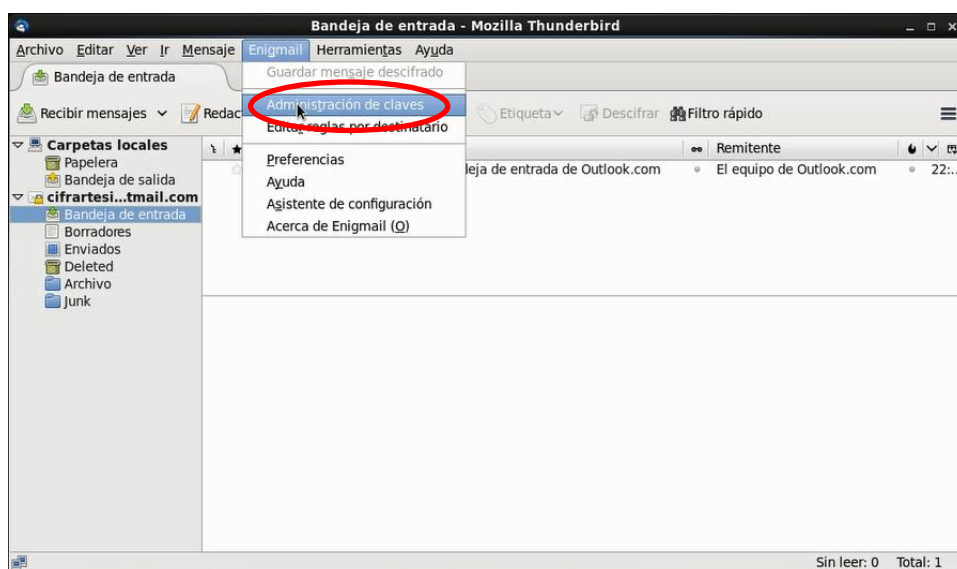 Bandeja de entrada - Mozilla Thunderbird
Archivo Editar Ver Ir Mensaje Enigmail Herramientas Ayuda
Bandeja de entrada
Guardar mensaje descifrado
Recibir mensajes Redac
Administración de claves
Etiqueta Descifrar Filtro rápido
Editar reglas por destinatario
Carpetas locales
Remitente
Papelera
Preferencias
eja de entrada de Outlook.com El equipo de Outlook.com 22:..
Bandeja de salida
Ayuda
cifrartesi...tmail.com
Asistente de configuración
Bandeja de entrada
Acerca de Enigmail (O)
Borradores
Enviados
Deleted
Archivo
Junk
Sin leer: 0 Total: 1